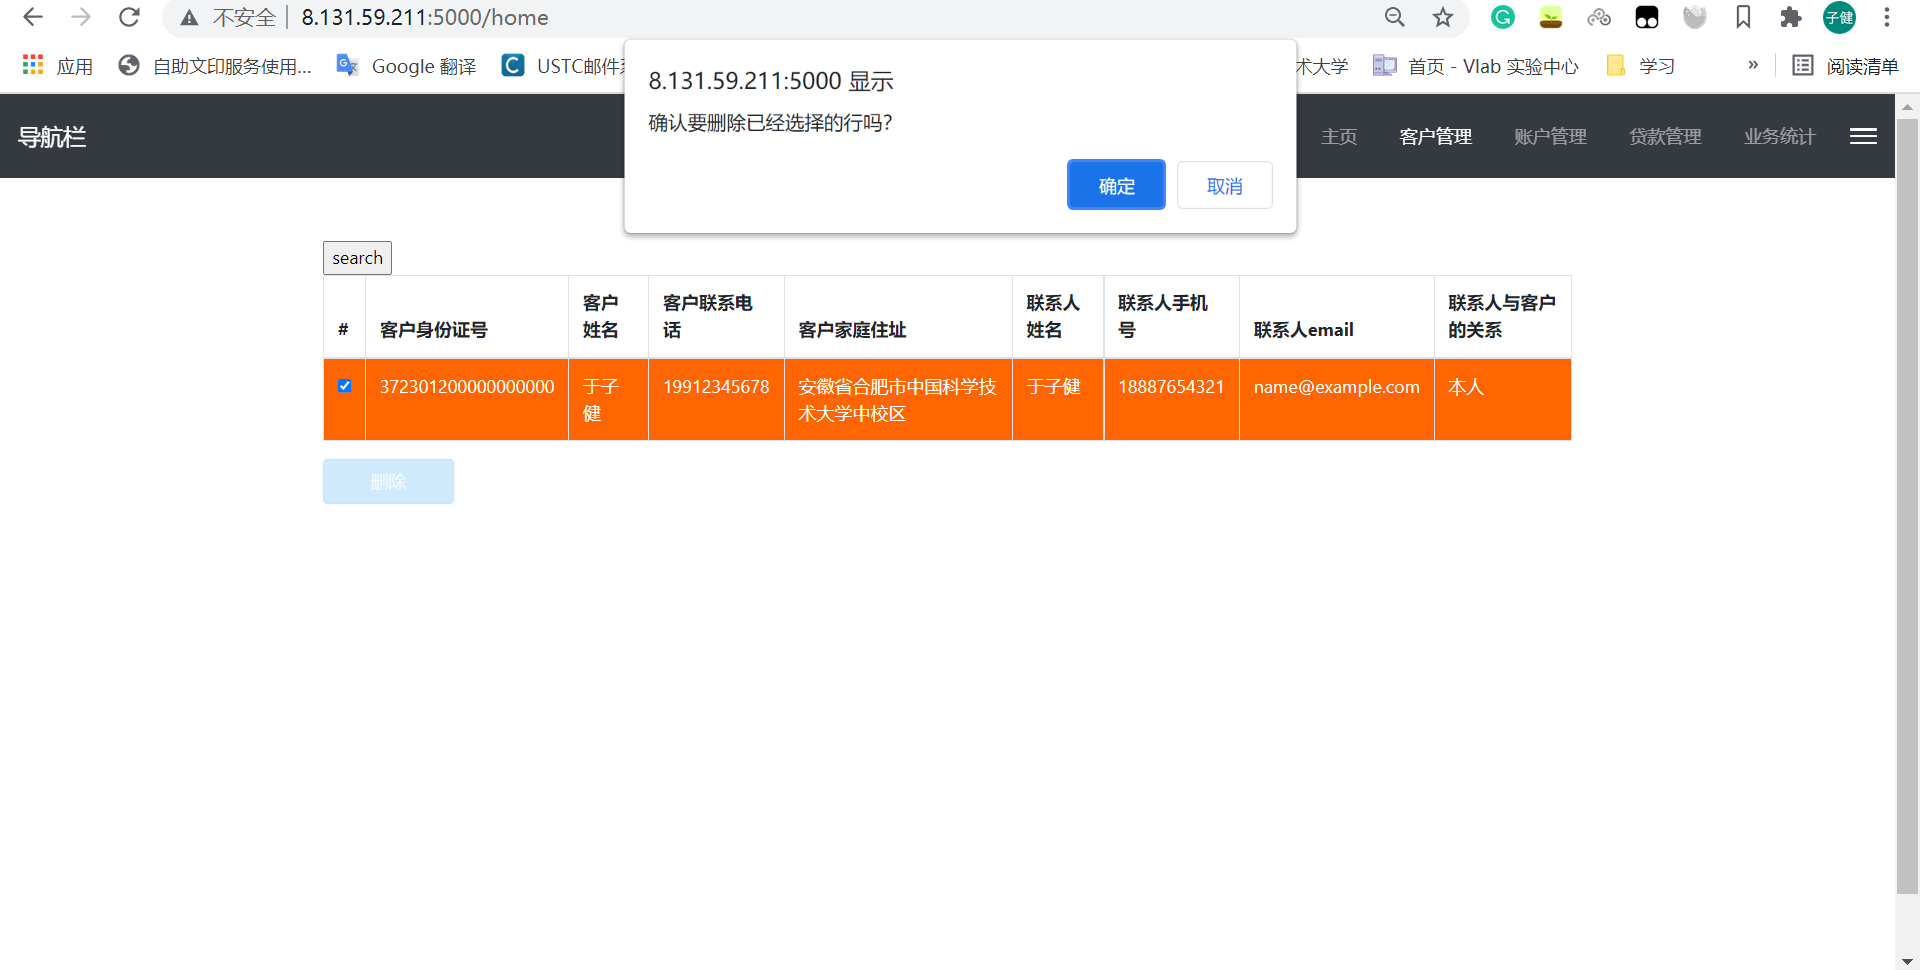 不安全 | 8.131.59.211:5000/home
子健
应用 自助文印服务使用... Google 翻译 USTC邮件 术大学 首页 - Vlab 实验中心 学习 » 阅读清单
8.131.59.211:5000 显示
确认要删除已经选择的行吗?
确定 取消
导航栏 主页 客户管理 账户管理 贷款管理 业务统计
search
# 客户身份证号 客户姓名 客户联系电话 客户家庭住址 联系人姓名 联系人手机号 联系人email 联系人与客户的关系
372301200000000000 于子健 19912345678 安徽省合肥市中国科学技术大学中校区 于子健 18887654321 name@example.com 本人
删除